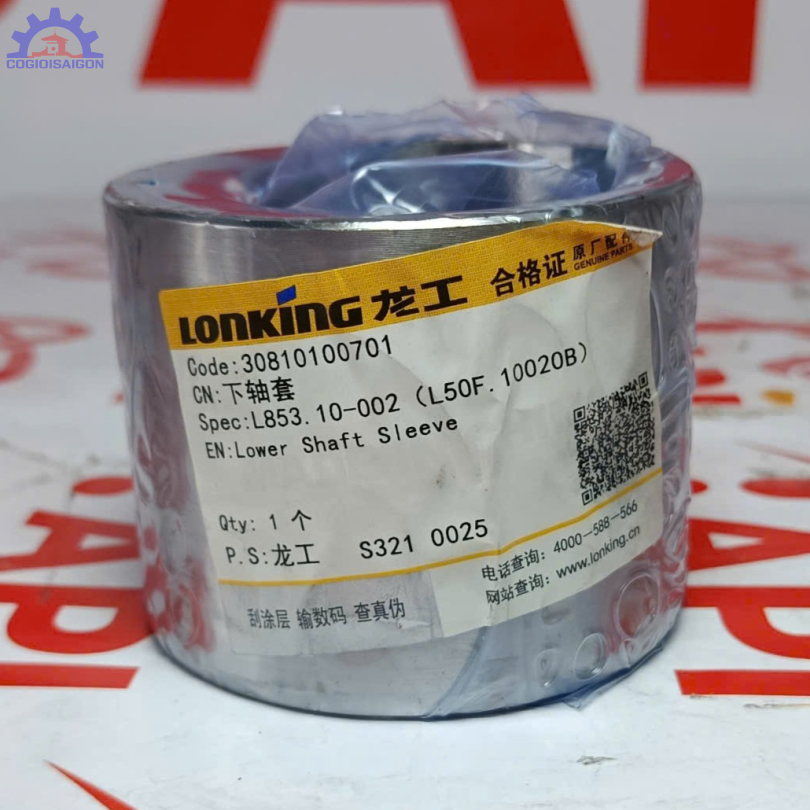 COGIOISAIGON
LONKING 龙工 合格证 原厂配件 GENUINE PARTS
Code:30810100701
CN:下轴套
Spec:L853.10-002 (L50F.10020B)
EN:Lower Shaft Sleeve
Qty: 1 个
P.S:龙工 S321 0025
电话查询: 4000-588-566
网站查询: www.lonking.cn
刮涂层 输数码 查真伪
API
API